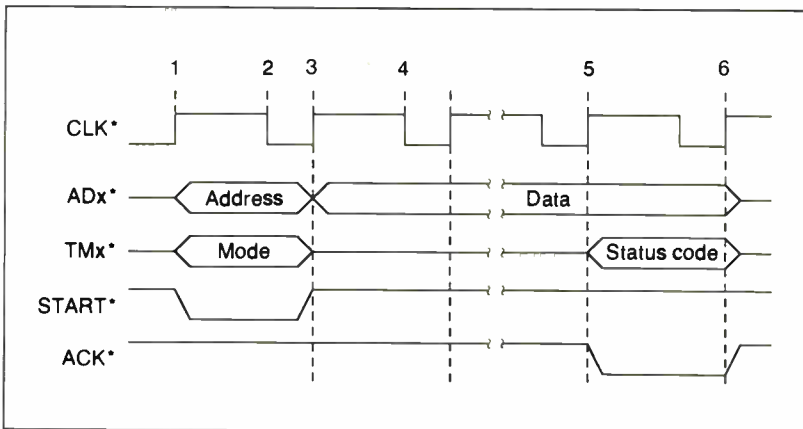 1 2 3 4 5 6
CLK*
ADx* Address Data
TMx* Mode Status code
START*
ACK*